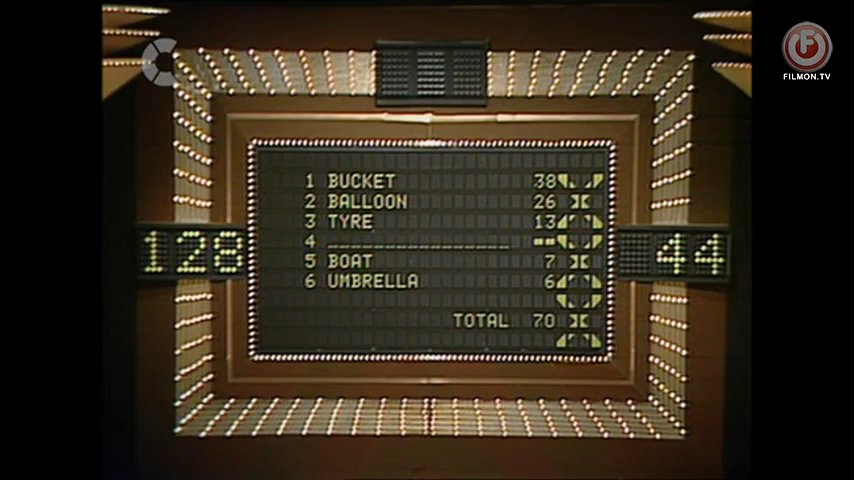 F
FILMON.TV
1 BUCKET 38
2 BALLOON 26
3 TYRE 13
4 __________________ --
5 BOAT 7
6 UMBRELLA 6
TOTAL 70
128
44